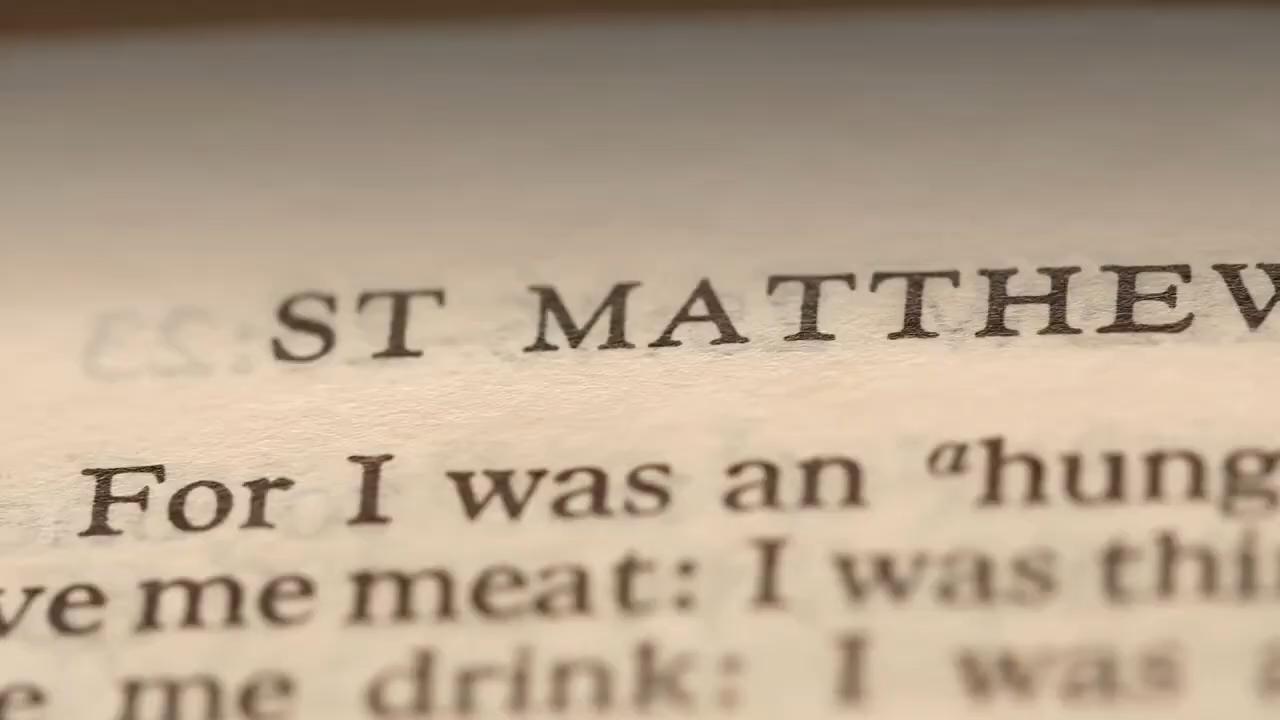 ST MATTHEW
For I was an ᵃhung
ve me meat: I was thi
e me drink: I was a